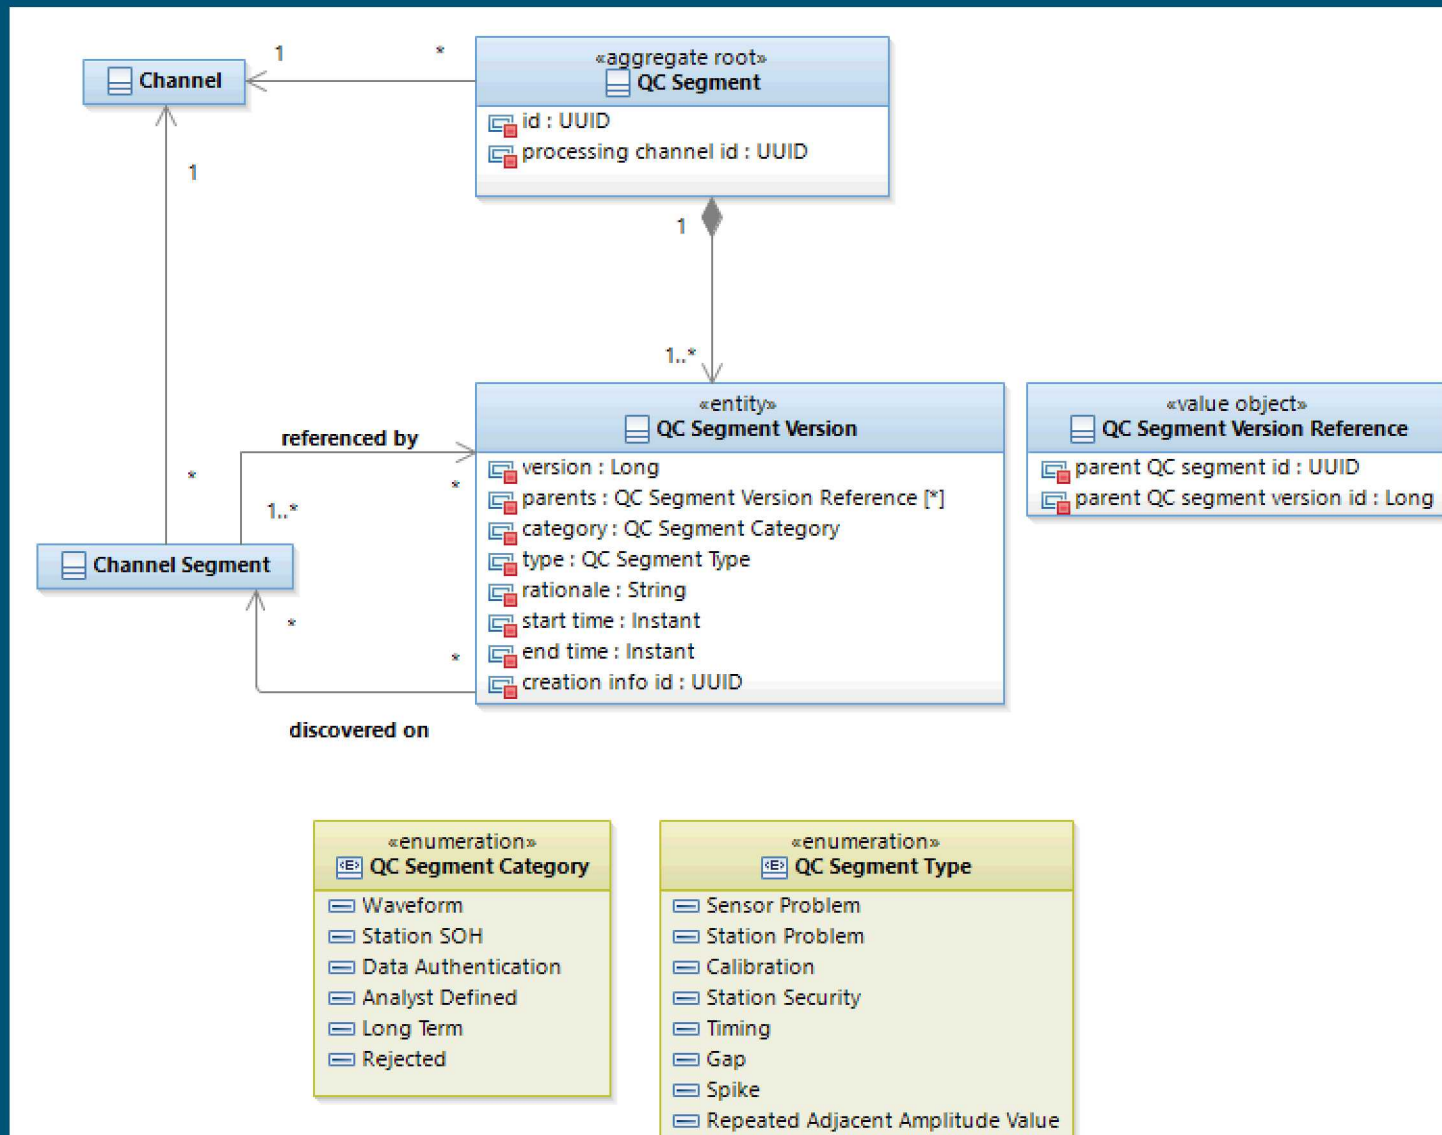 Channel
1
*
«aggregate root»
QC Segment
id : UUID
processing channel id : UUID
1
1
1..*
«entity»
QC Segment Version
version : Long
parents : QC Segment Version Reference [*]
category : QC Segment Category
type : QC Segment Type
rationale : String
start time : Instant
end time : Instant
creation info id : UUID
«value object»
QC Segment Version Reference
parent QC segment id : UUID
parent QC segment version id : Long
referenced by
*
*
1..*
Channel Segment
*
*
discovered on
«enumeration»
<E> QC Segment Category
Waveform
Station SOH
Data Authentication
Analyst Defined
Long Term
Rejected
«enumeration»
<E> QC Segment Type
Sensor Problem
Station Problem
Calibration
Station Security
Timing
Gap
Spike
Repeated Adjacent Amplitude Value